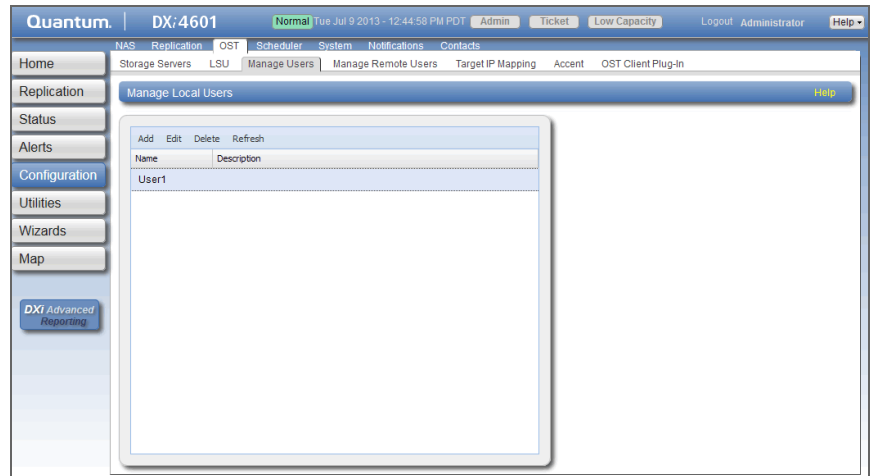 Quantum. DXi4601 Normal Tue Jul 9 2013 - 12:44:58 PM PDT Admin Ticket Low Capacity Logout Administrator Help
NAS Replication OST Scheduler System Notifications Contacts
Storage Servers LSU Manage Users Manage Remote Users Target IP Mapping Accent OST Client Plug-In
Home
Replication
Status
Alerts
Configuration
Utilities
Wizards
Map
DXi Advanced
Reporting
Manage Local Users Help
Add Edit Delete Refresh
Name Description
User1